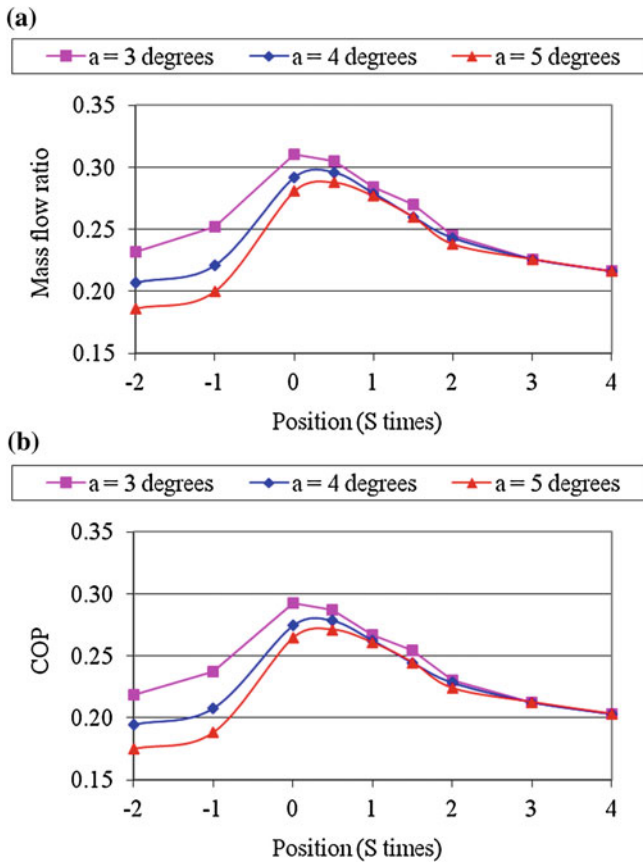 (a)
a = 3 degrees a = 4 degrees a = 5 degrees
Mass flow ratio
0.35
0.30
0.25
0.20
0.15
-2 -1 0 1 2 3 4
Position (S times)
(b)
a = 3 degrees a = 4 degrees a = 5 degrees
COP
0.35
0.30
0.25
0.20
0.15
-2 -1 0 1 2 3 4
Position (S times)